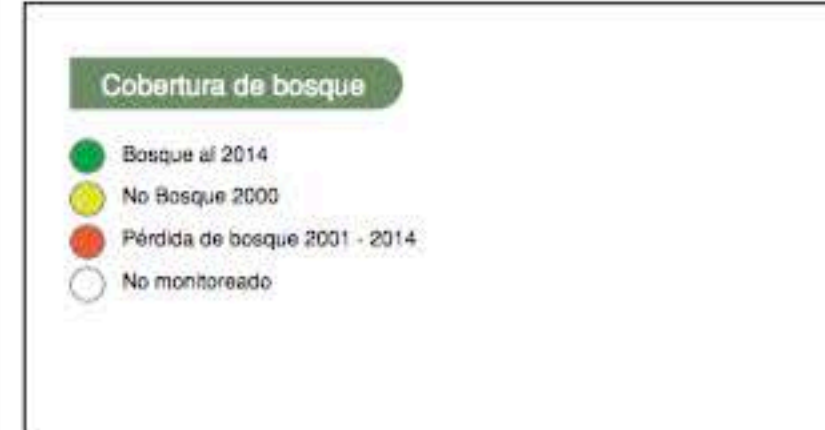 Cobertura de bosque
Bosque al 2014
No Bosque 2000
Pérdida de bosque 2001 - 2014
No monitoreado